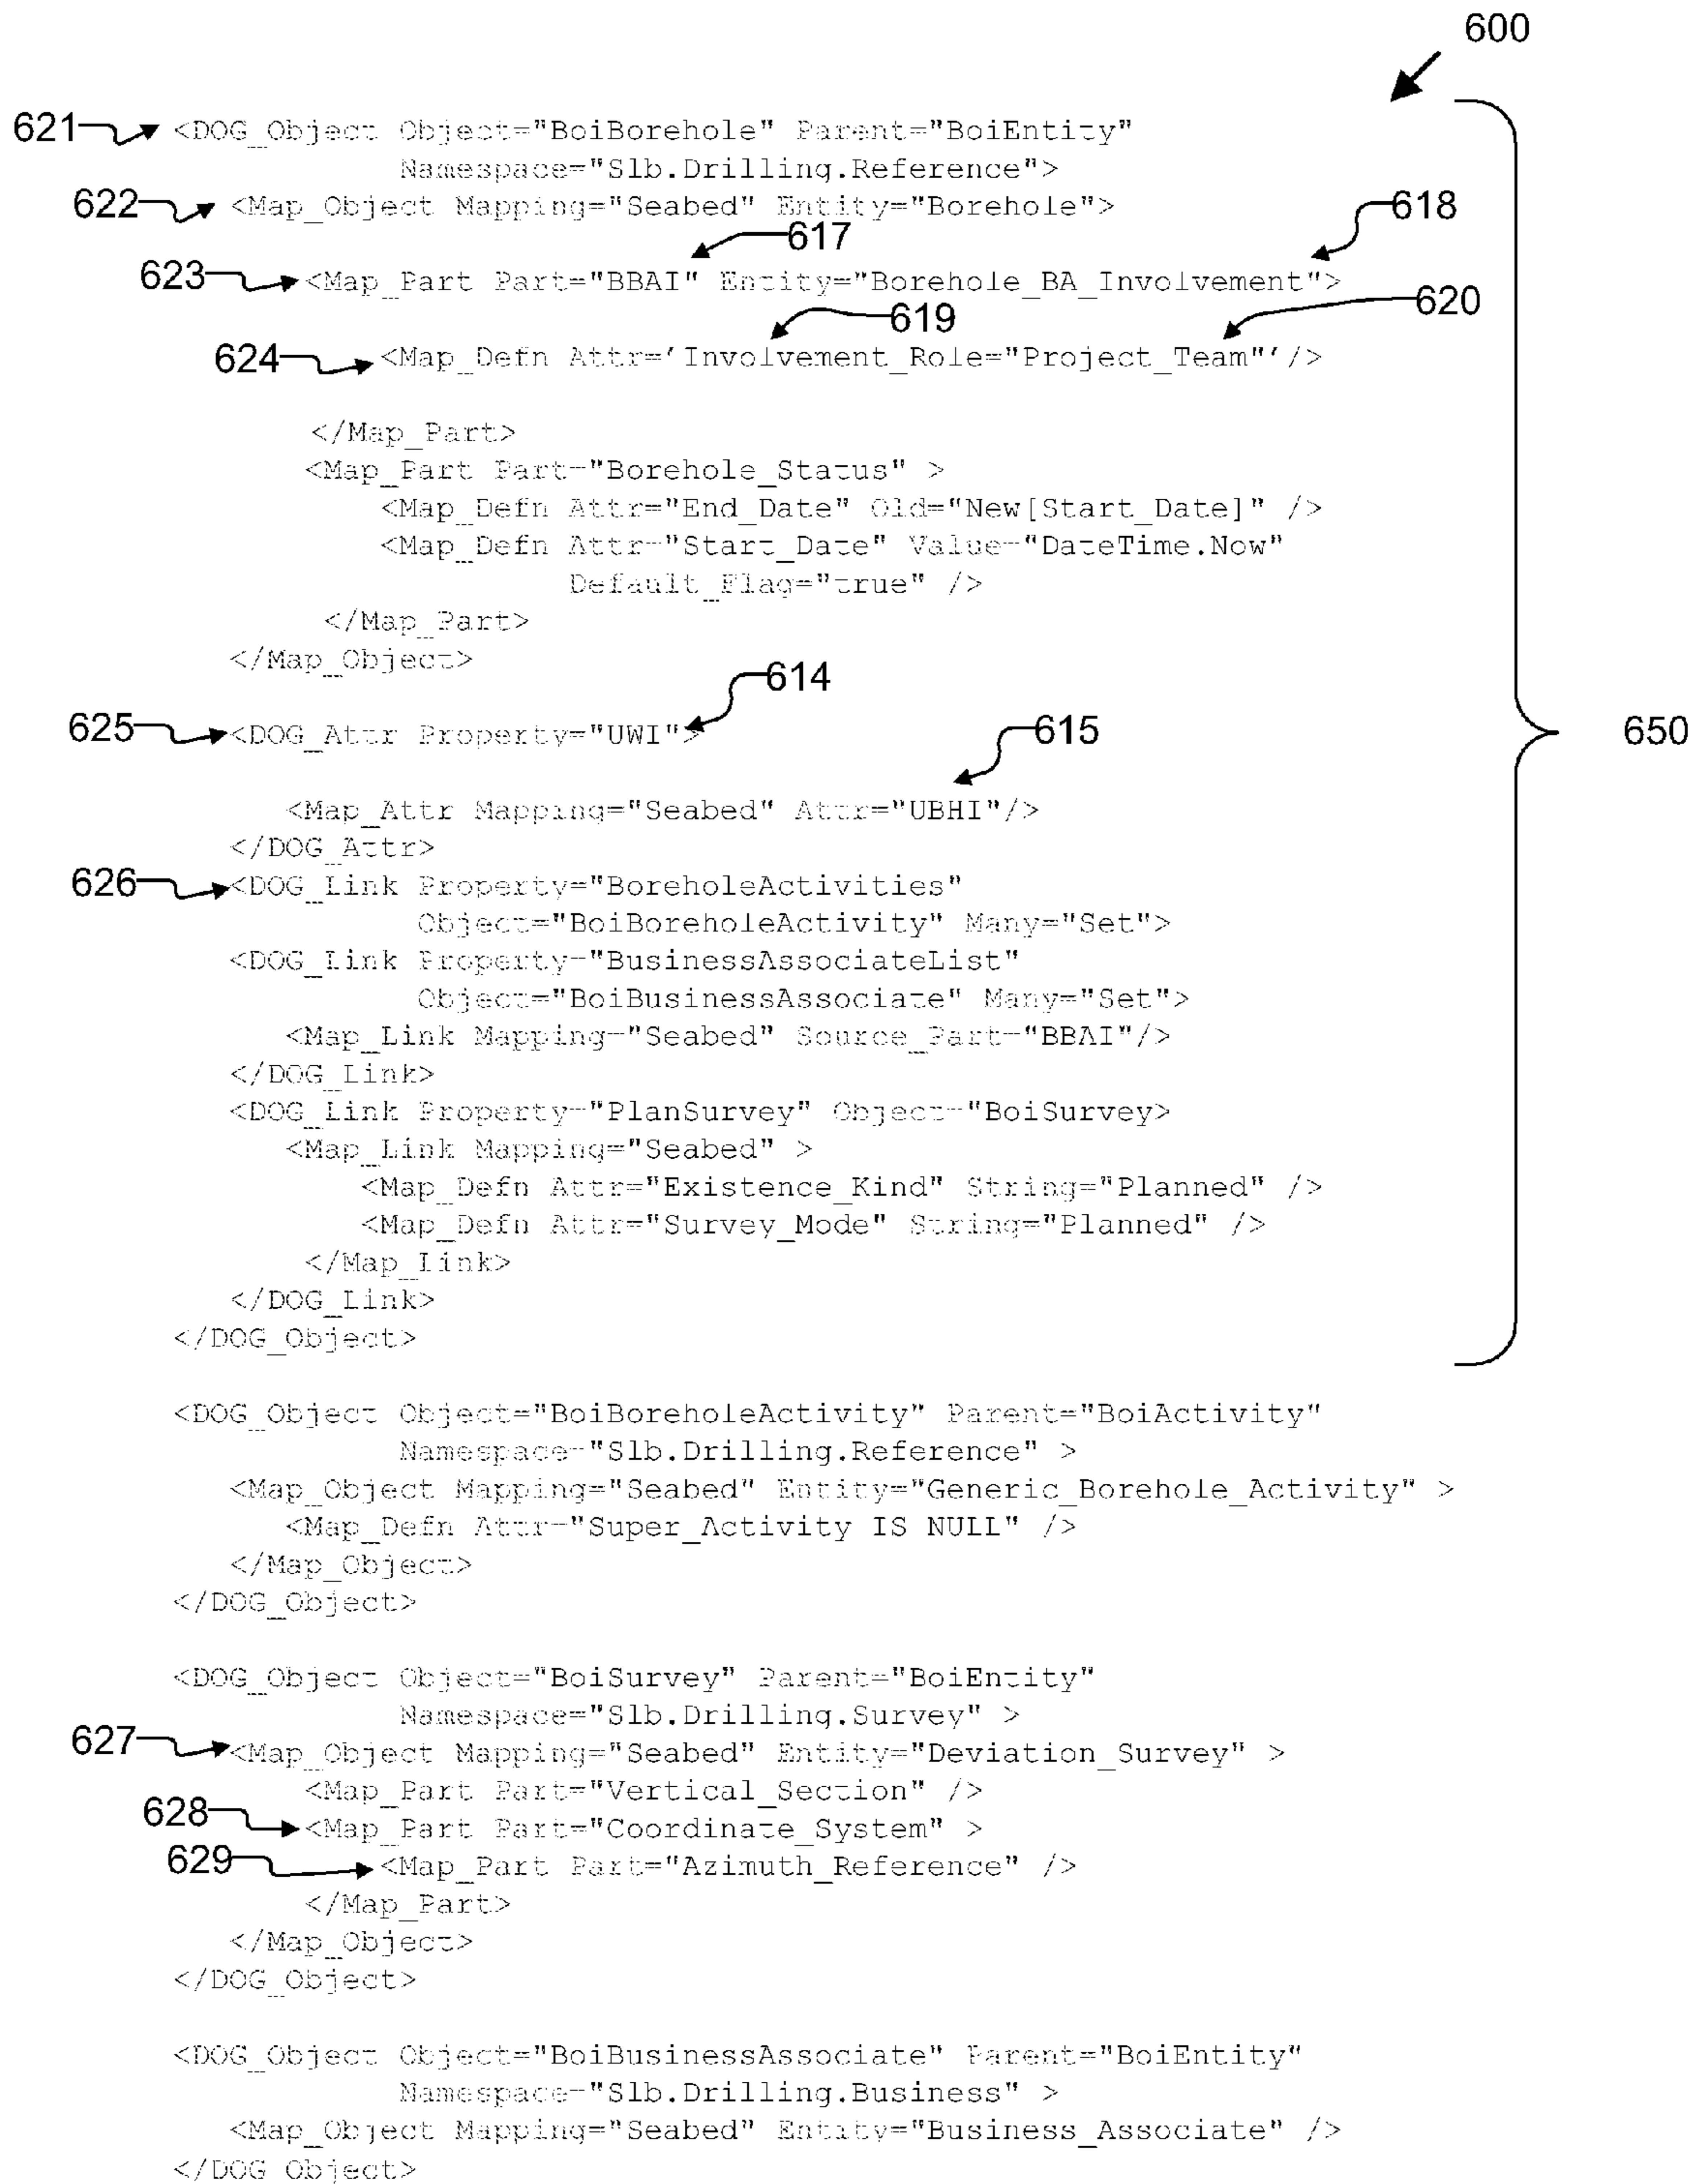 600
621 <DOG_Object Object="BoiBorehole" Parent="BoiEntity"
Namespace="Slb.Drilling.Reference">
622 <Map_Object Mapping="Seabed" Entity="Borehole">
618
617
623 <Map_Part Part="BBAI" Entity="Borehole_BA_Involvement">
619 620
624 <Map_Defn Attr='Involvement_Role="Project_Team"'/>
</Map_Part>
<Map_Part Part="Borehole_Status" >
<Map_Defn Attr="End_Date" Old="New[Start_Date]" />
<Map_Defn Attr="Start_Date" Value="DateTime.Now"
Default_Flag="true" />
</Map_Part>
</Map_Object>
614
625 <DOG_Attr Property="UWI">
615
650
<Map_Attr Mapping="Seabed" Attr="UBHI"/>
</DOG_Attr>
626 <DOG_Link Property="BoreholeActivities"
Object="BoiBoreholeActivity" Many="Set">
<DOG_Link Property="BusinessAssociateList"
Object="BoiBusinessAssociate" Many="Set">
<Map_Link Mapping="Seabed" Source_Part="BBAI"/>
</DOG_Link>
<DOG_Link Property="PlanSurvey" Object="BoiSurvey>
<Map_Link Mapping="Seabed" >
<Map_Defn Attr="Existence_Kind" String="Planned" />
<Map_Defn Attr="Survey_Mode" String="Planned" />
</Map_Link>
</DOG_Link>
</DOG_Object>
<DOG_Object Object="BoiBoreholeActivity" Parent="BoiActivity"
Namespace="Slb.Drilling.Reference" >
<Map_Object Mapping="Seabed" Entity="Generic_Borehole_Activity" >
<Map_Defn Attr="Super_Activity IS NULL" />
</Map_Object>
</DOG_Object>
<DOG_Object Object="BoiSurvey" Parent="BoiEntity"
Namespace="Slb.Drilling.Survey" >
627 <Map_Object Mapping="Seabed" Entity="Deviation_Survey" >
<Map_Part Part="Vertical_Section" />
628 <Map_Part Part="Coordinate_System" >
629 <Map_Part Part="Azimuth_Reference" />
</Map_Part>
</Map_Object>
</DOG_Object>
<DOG_Object Object="BoiBusinessAssociate" Parent="BoiEntity"
Namespace="Slb.Drilling.Business" >
<Map_Object Mapping="Seabed" Entity="Business_Associate" />
</DOG_Object>